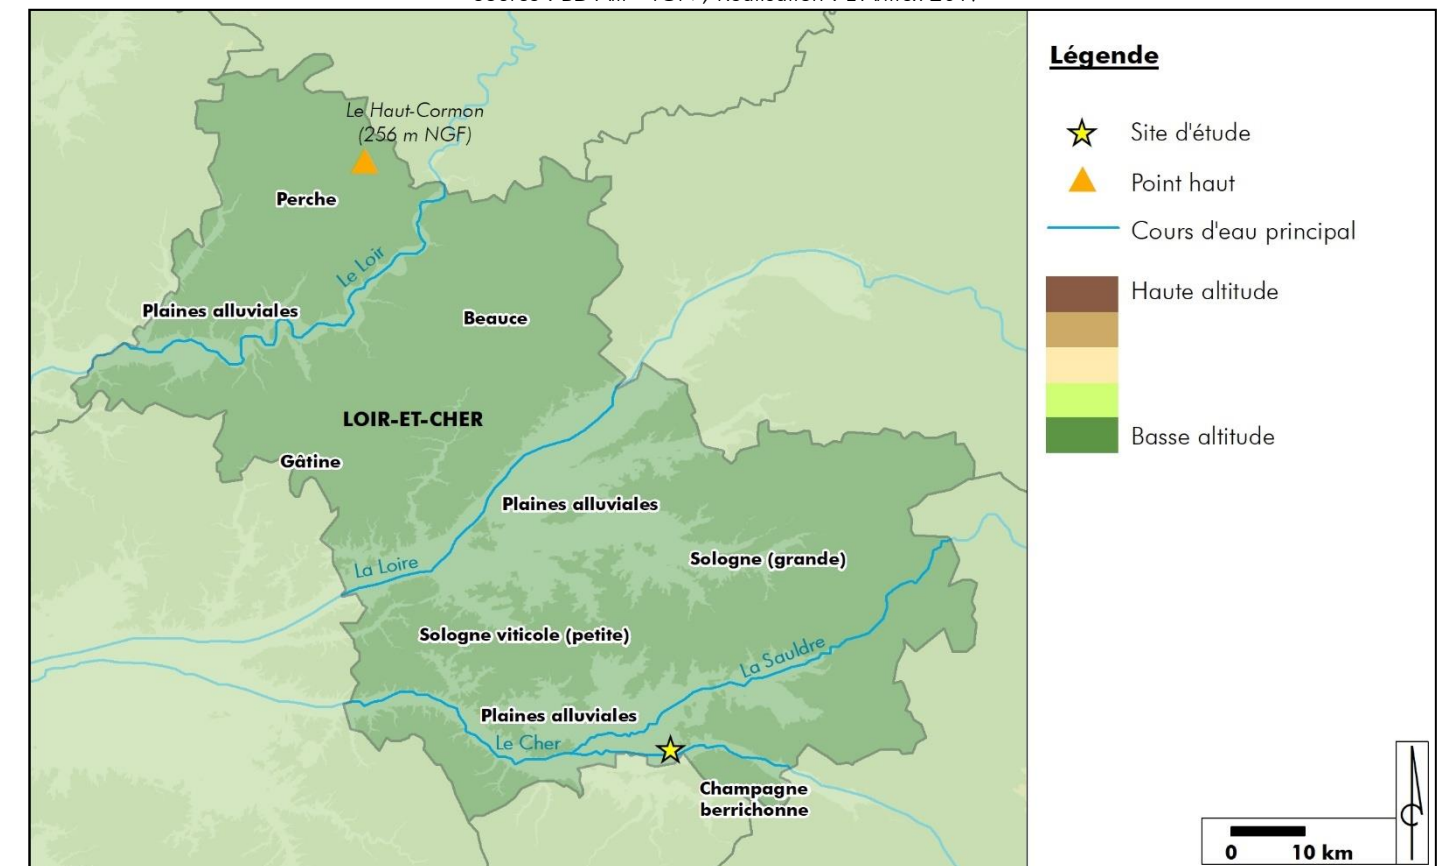 Légende
Le Haut-Cormon
(256 m NGF)
Site d'étude
Point haut
Perche
Cours d'eau principal
Le Loir
Haute altitude
Plaines alluviales
Beauce
LOIR-ET-CHER
Basse altitude
Gâtine
Plaines alluviales
Sologne (grande)
La Loire
Sologne viticole (petite)
La Sauldre
Plaines alluviales
Le Cher
Champagne
berrichonne
0 10 km